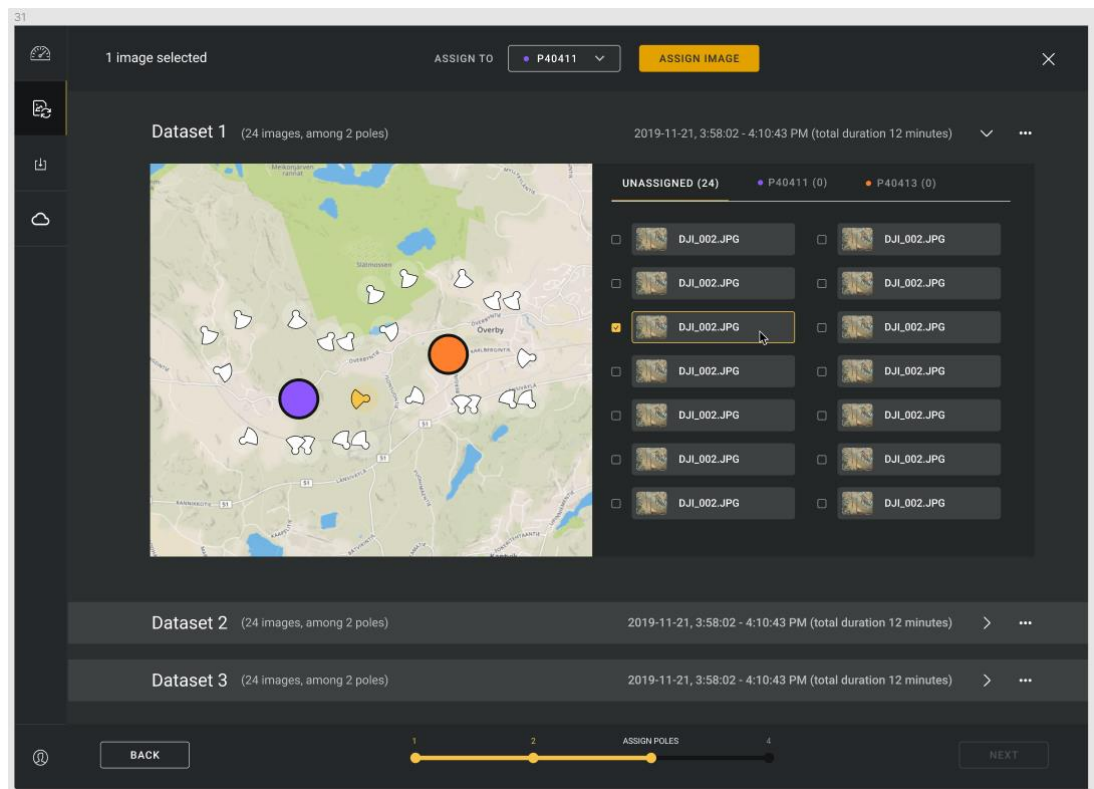 31
1 image selected
ASSIGN TO
P40411
ASSIGN IMAGE
Dataset 1 (24 images, among 2 poles)
2019-11-21, 3:58:02 - 4:10:43 PM (total duration 12 minutes)
UNASSIGNED (24)
P40411 (0)
P40413 (0)
DJI_002.JPG
DJI_002.JPG
DJI_002.JPG
DJI_002.JPG
DJI_002.JPG
DJI_002.JPG
DJI_002.JPG
DJI_002.JPG
DJI_002.JPG
DJI_002.JPG
DJI_002.JPG
DJI_002.JPG
DJI_002.JPG
DJI_002.JPG
Overby
51
51
51
LÄNSIVÄYLÄ
Kantvik
Dataset 2 (24 images, among 2 poles)
2019-11-21, 3:58:02 - 4:10:43 PM (total duration 12 minutes)
Dataset 3 (24 images, among 2 poles)
2019-11-21, 3:58:02 - 4:10:43 PM (total duration 12 minutes)
BACK
1
2
ASSIGN POLES
4
NEXT